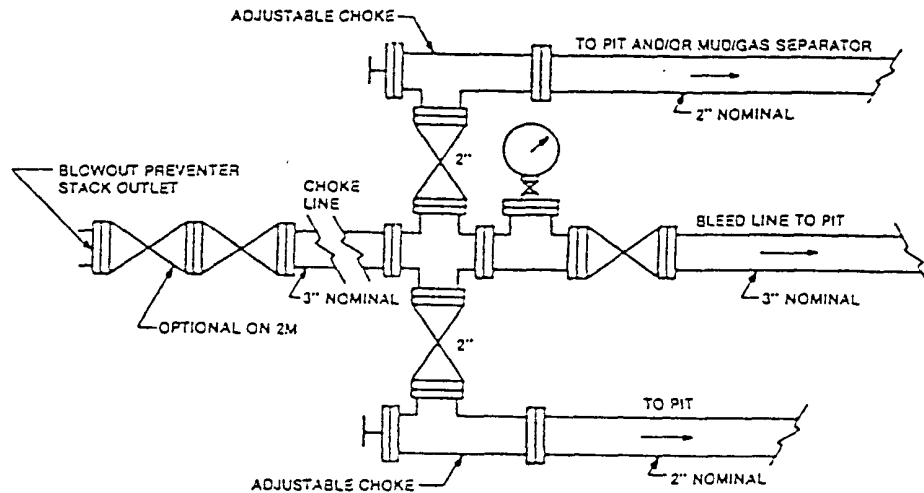 ADJUSTABLE CHOKE
TO PIT AND/OR MUD/GAS SEPARATOR
2" NOMINAL
2"
BLOWOUT PREVENTER
STACK OUTLET
CHOKE
LINE
BLEED LINE TO PIT
3" NOMINAL
3" NOMINAL
OPTIONAL ON 2M
2"
TO PIT
ADJUSTABLE CHOKE
2" NOMINAL